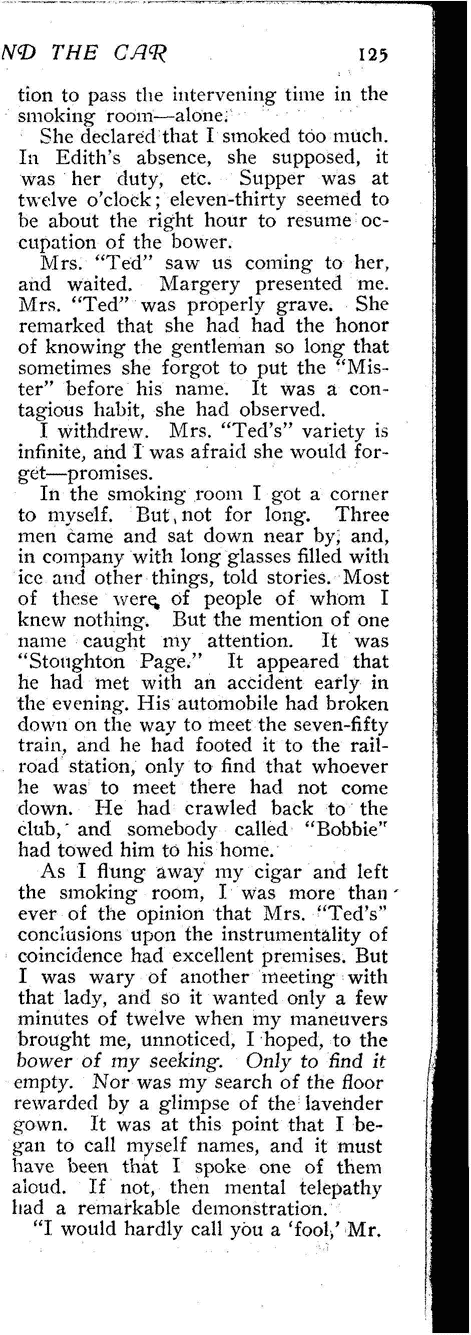 ND THE CAR 125
tion to pass the intervening time in the
smoking room—alone.
She declared that I smoked too much.
In Edith's absence, she supposed, it
was her duty, etc. Supper was at
twelve o'clock; eleven-thirty seemed to
be about the right hour to resume oc-
cupation of the bower.
Mrs. "Ted" saw us coming to her,
and waited. Margery presented me.
Mrs. "Ted" was properly grave. She
remarked that she had had the honor
of knowing the gentleman so long that
sometimes she forgot to put the "Mis-
ter" before his name. It was a con-
tagious habit, she had observed.
I withdrew. Mrs. "Ted's" variety is
infinite, and I was afraid she would for-
get—promises.
In the smoking room I got a corner
to myself. But not for long. Three
men came and sat down near by, and,
in company with long glasses filled with
ice and other things, told stories. Most
of these were of people of whom I
knew nothing. But the mention of one
name caught my attention. It was
"Stoughton Page." It appeared that
he had met with an accident early in
the evening. His automobile had broken
down on the way to meet the seven-fifty
train, and he had footed it to the rail-
road station, only to find that whoever
he was to meet there had not come
down. He had crawled back to the
club, and somebody called "Bobbie"
had towed him to his home.
As I flung away my cigar and left
the smoking room, I was more than
ever of the opinion that Mrs. "Ted's"
conclusions upon the instrumentality of
coincidence had excellent premises. But
I was wary of another meeting with
that lady, and so it wanted only a few
minutes of twelve when my maneuvers
brought me, unnoticed, I hoped, to the
bower of my seeking. Only to find it
empty. Nor was my search of the floor
rewarded by a glimpse of the lavender
gown. It was at this point that I be-
gan to call myself names, and it must
have been that I spoke one of them
aloud. If not, then mental telepathy
had a remarkable demonstration.
"I would hardly call you a 'fool,' Mr.